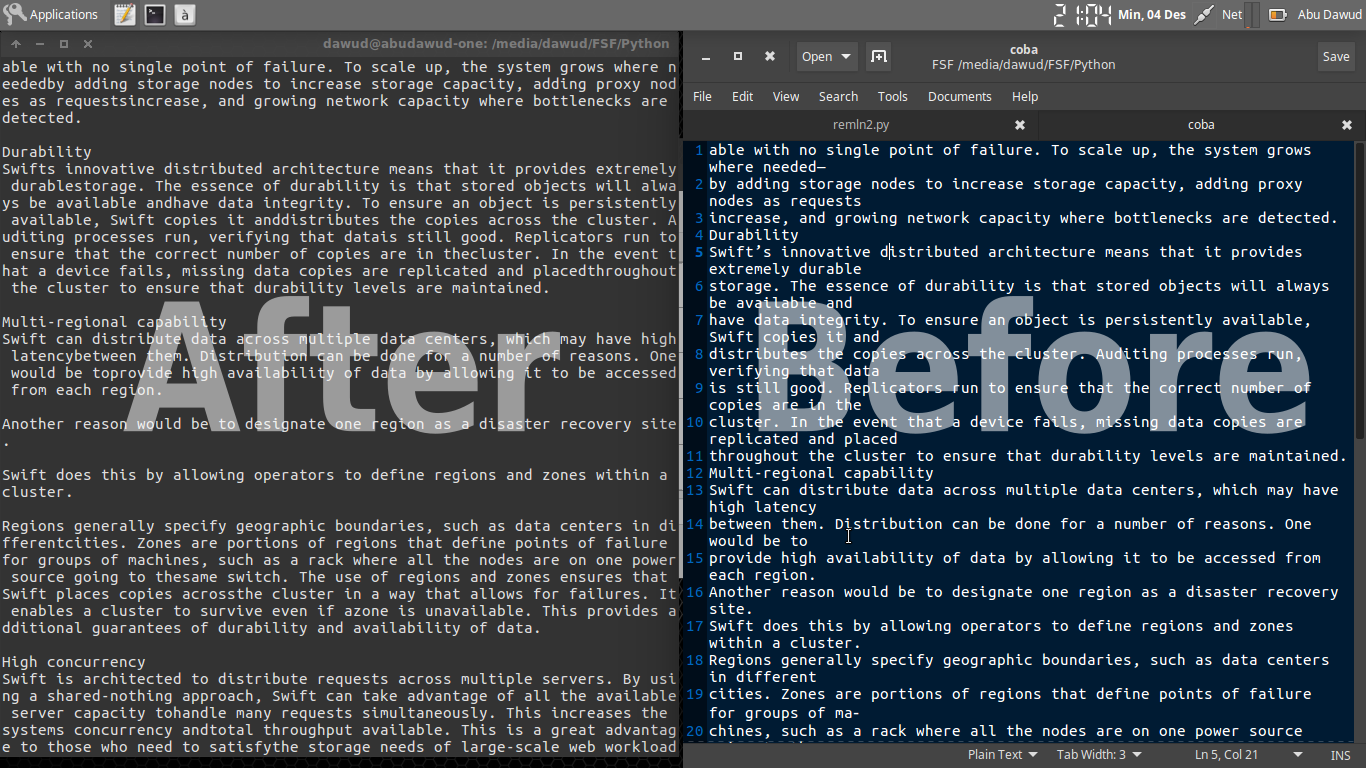 Applications
à
21:04 Min, 04 Des
Net
Abu Dawud
dawud@abudawud-one: /media/dawud/FSF/Python
able with no single point of failure. To scale up, the system grows where n
eededby adding storage nodes to increase storage capacity, adding proxy nod
es as requestsincrease, and growing network capacity where bottlenecks are
detected.
Durability
Swifts innovative distributed architecture means that it provides extremely
durablestorage. The essence of durability is that stored objects will alwa
ys be available andhave data integrity. To ensure an object is persistently
available, Swift copies it anddistributes the copies across the cluster. A
uditing processes run, verifying that datais still good. Replicators run to
ensure that the correct number of copies are in thecluster. In the event t
hat a device fails, missing data copies are replicated and placedthroughout
the cluster to ensure that durability levels are maintained.
Multi-regional capability
Swift can distribute data across multiple data centers, which may have high
latencybetween them. Distribution can be done for a number of reasons. One
would be toprovide high availability of data by allowing it to be accessed
from each region.
Another reason would be to designate one region as a disaster recovery site
.
Swift does this by allowing operators to define regions and zones within a
cluster.
Regions generally specify geographic boundaries, such as data centers in di
fferentcities. Zones are portions of regions that define points of failure
for groups of machines, such as a rack where all the nodes are on one power
source going to thesame switch. The use of regions and zones ensures that
Swift places copies acrossthe cluster in a way that allows for failures. It
enables a cluster to survive even if azone is unavailable. This provides a
dditional guarantees of durability and availability of data.
High concurrency
Swift is architected to distribute requests across multiple servers. By usi
ng a shared-nothing approach, Swift can take advantage of all the available
server capacity tohandle many requests simultaneously. This increases the
systems concurrency andtotal throughput available. This is a great advantag
e to those who need to satisfythe storage needs of large-scale web workload
After
Open
coba
FSF /media/dawud/FSF/Python
Save
File Edit View Search Tools Documents Help
remln2.py
coba
1 able with no single point of failure. To scale up, the system grows
where needed—
2 by adding storage nodes to increase storage capacity, adding proxy
nodes as requests
3 increase, and growing network capacity where bottlenecks are detected.
4 Durability
5 Swift’s innovative distributed architecture means that it provides
extremely durable
6 storage. The essence of durability is that stored objects will always
be available and
7 have data integrity. To ensure an object is persistently available,
Swift copies it and
8 distributes the copies across the cluster. Auditing processes run,
verifying that data
9 is still good. Replicators run to ensure that the correct number of
copies are in the
10 cluster. In the event that a device fails, missing data copies are
replicated and placed
11 throughout the cluster to ensure that durability levels are maintained.
12 Multi-regional capability
13 Swift can distribute data across multiple data centers, which may have
high latency
14 between them. Distribution can be done for a number of reasons. One
would be to
15 provide high availability of data by allowing it to be accessed from
each region.
16 Another reason would be to designate one region as a disaster recovery
site.
17 Swift does this by allowing operators to define regions and zones
within a cluster.
18 Regions generally specify geographic boundaries, such as data centers
in different
19 cities. Zones are portions of regions that define points of failure
for groups of ma-
20 chines, such as a rack where all the nodes are on one power source
Before
Plain Text
Tab Width: 3
Ln 5, Col 21
INS